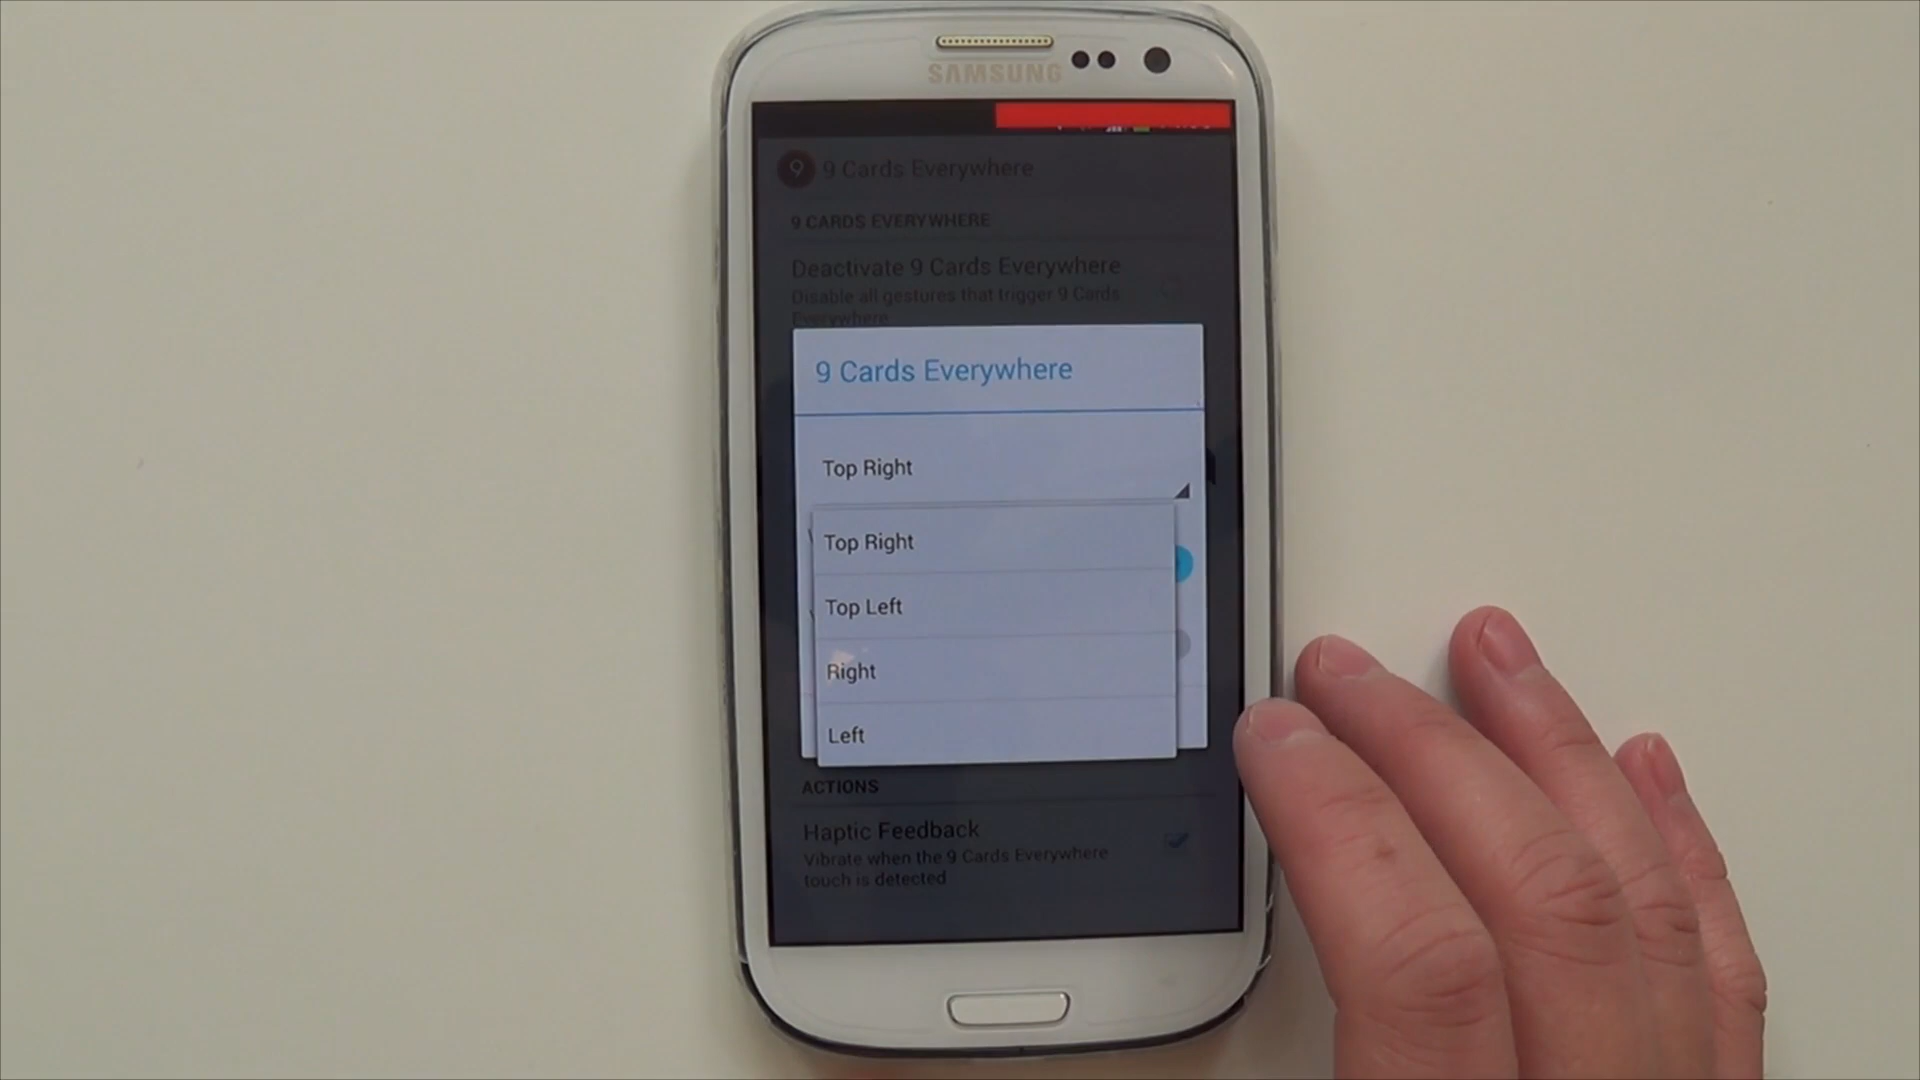 SAMSUNG
9 9 Cards Everywhere
9 CARDS EVERYWHERE
Deactivate 9 Cards Everywhere
Disable all gestures that trigger 9 Cards
Everywhere
9 Cards Everywhere
Top Right
Top Right
Top Left
Right
Left
ACTIONS
Haptic Feedback
Vibrate when the 9 Cards Everywhere
touch is detected